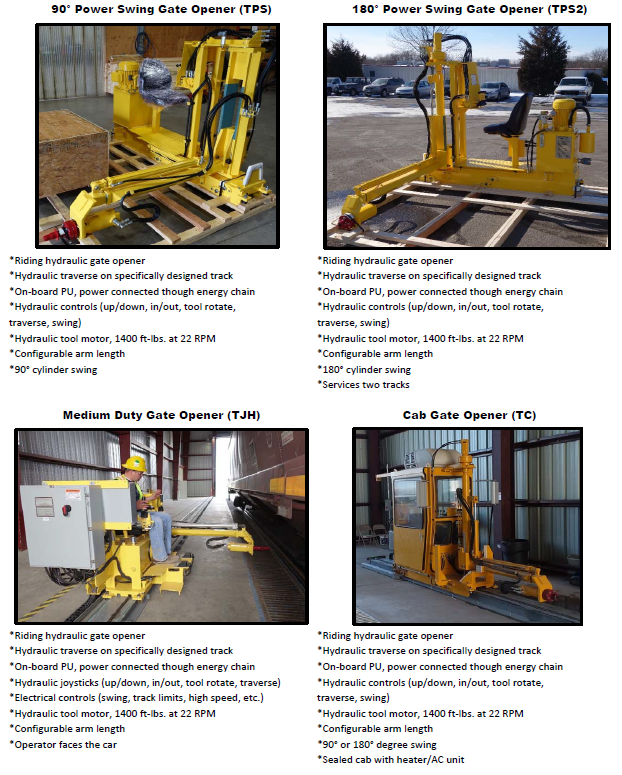 90° Power Swing Gate Opener (TPS)
*Riding hydraulic gate opener
*Hydraulic traverse on specifically designed track
*On-board PU, power connected though energy chain
*Hydraulic controls (up/down, in/out, tool rotate,
traverse, swing)
*Hydraulic tool motor, 1400 ft-lbs. at 22 RPM
*Configurable arm length
*90° cylinder swing
180° Power Swing Gate Opener (TPS2)
*Riding hydraulic gate opener
*Hydraulic traverse on specifically designed track
*On-board PU, power connected though energy chain
*Hydraulic controls (up/down, in/out, tool rotate,
traverse, swing)
*Hydraulic tool motor, 1400 ft-lbs. at 22 RPM
*Configurable arm length
*180° cylinder swing
*Services two tracks
Medium Duty Gate Opener (TJH)
*Riding hydraulic gate opener
*Hydraulic traverse on specifically designed track
*On-board PU, power connected though energy chain
*Hydraulic joysticks (up/down, in/out, tool rotate, traverse)
*Electrical controls (swing, track limits, high speed, etc.)
*Hydraulic tool motor, 1400 ft-lbs. at 22 RPM
*Configurable arm length
*Operator faces the car
Cab Gate Opener (TC)
*Riding hydraulic gate opener
*Hydraulic traverse on specifically designed track
*On-board PU, power connected though energy chain
*Hydraulic controls (up/down, in/out, tool rotate,
traverse, swing)
*Hydraulic tool motor, 1400 ft-lbs. at 22 RPM
*Configurable arm length
*90° or 180° degree swing
*Sealed cab with heater/AC unit